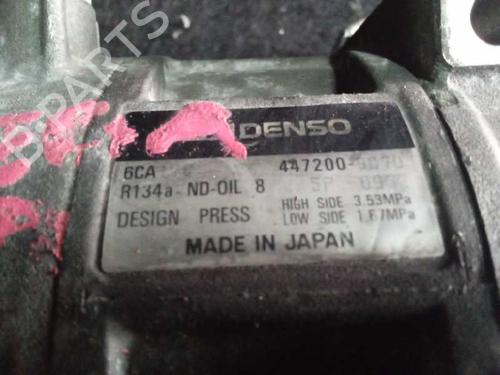 B-PARTS
DENSO
6CA 447200-
R134a ND-OIL 8
DESIGN PRESS HIGH SIDE 3.53MPa
LOW SIDE 1.67MPa
MADE IN JAPAN